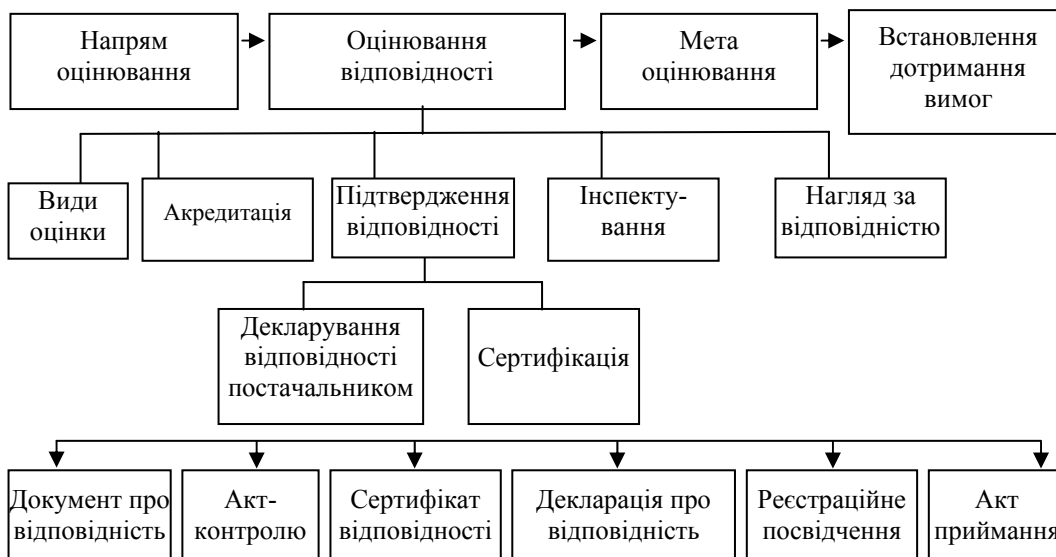 Напрям
оцінювання
Оцінювання
відповідності
Мета
оцінювання
Встановлення
дотримання
вимог
Види
оцінки
Акредитація
Підтвердження
відповідності
Інспекту-
вання
Нагляд за
відповідністю
Декларування
відповідності
постачальником
Сертифікація
Документ про
відповідність
Акт-
контролю
Сертифікат
відповідності
Декларація про
відповідність
Реєстраційне
посвідчення
Акт
приймання